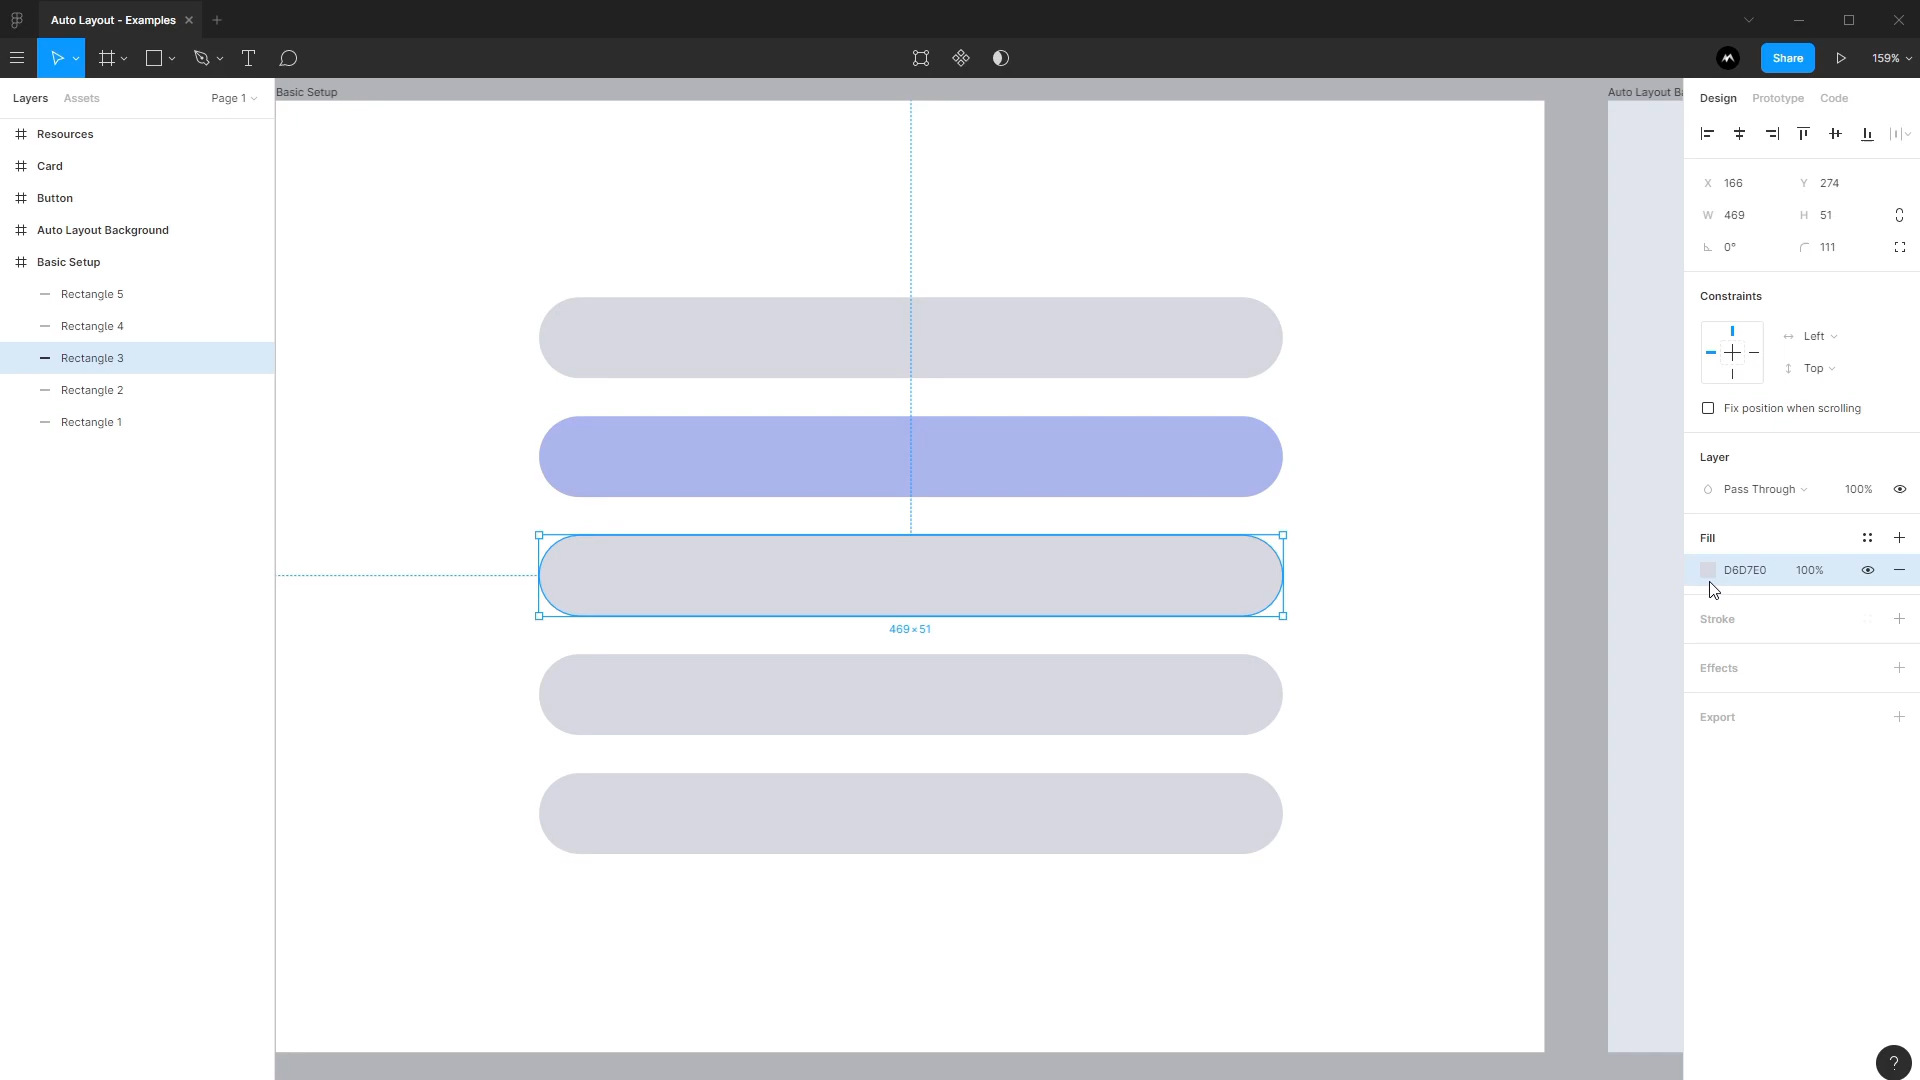 Auto Layout - Examples
Share
159%
Layers Assets Page 1
Resources
Card
Button
Auto Layout Background
Basic Setup
Rectangle 5
Rectangle 4
Rectangle 3
Rectangle 2
Rectangle 1
Basic Setup
469×51
Auto Layout Ba
Design Prototype Code
X 166 Y 274
W 469 H 51
0° 111
Constraints
Left
Top
Fix position when scrolling
Layer
Pass Through 100%
Fill
D6D7E0 100%
Stroke
Effects
Export
?